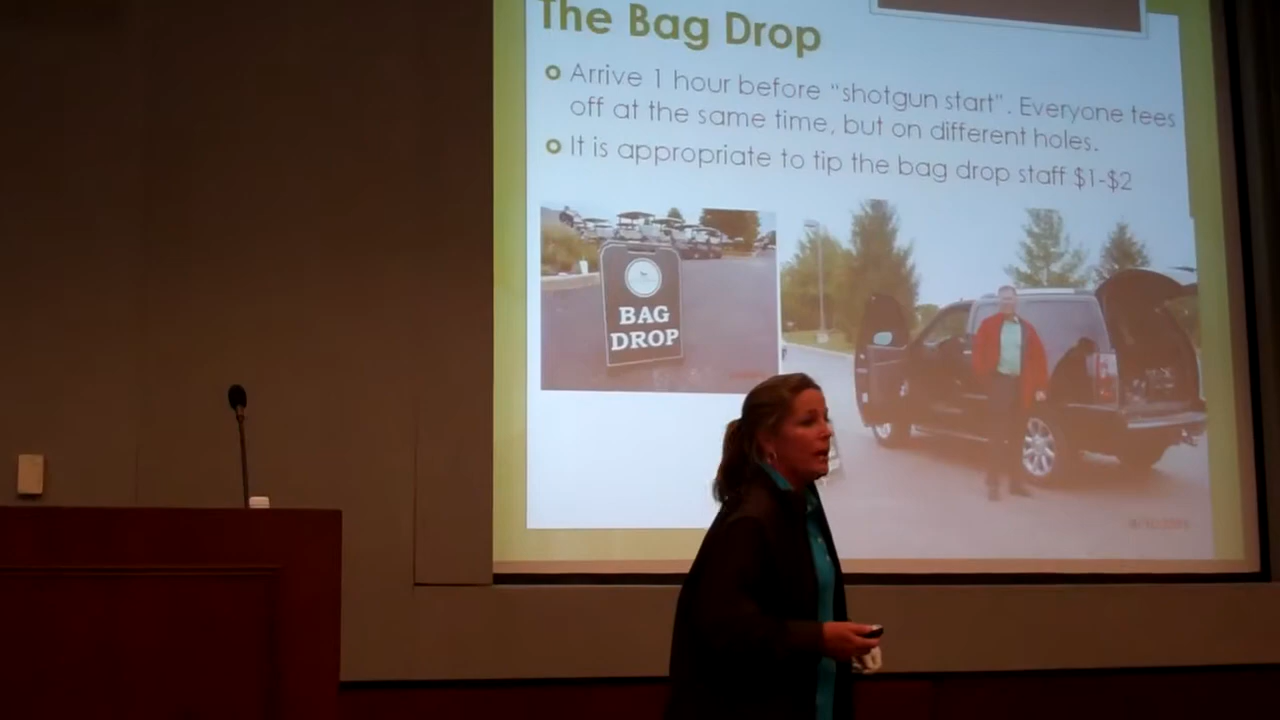 The Bag Drop
Arrive 1 hour before "shotgun start". Everyone tees
off at the same time, but on different holes.
It is appropriate to tip the bag drop staff $1-$2
BAG
DROP